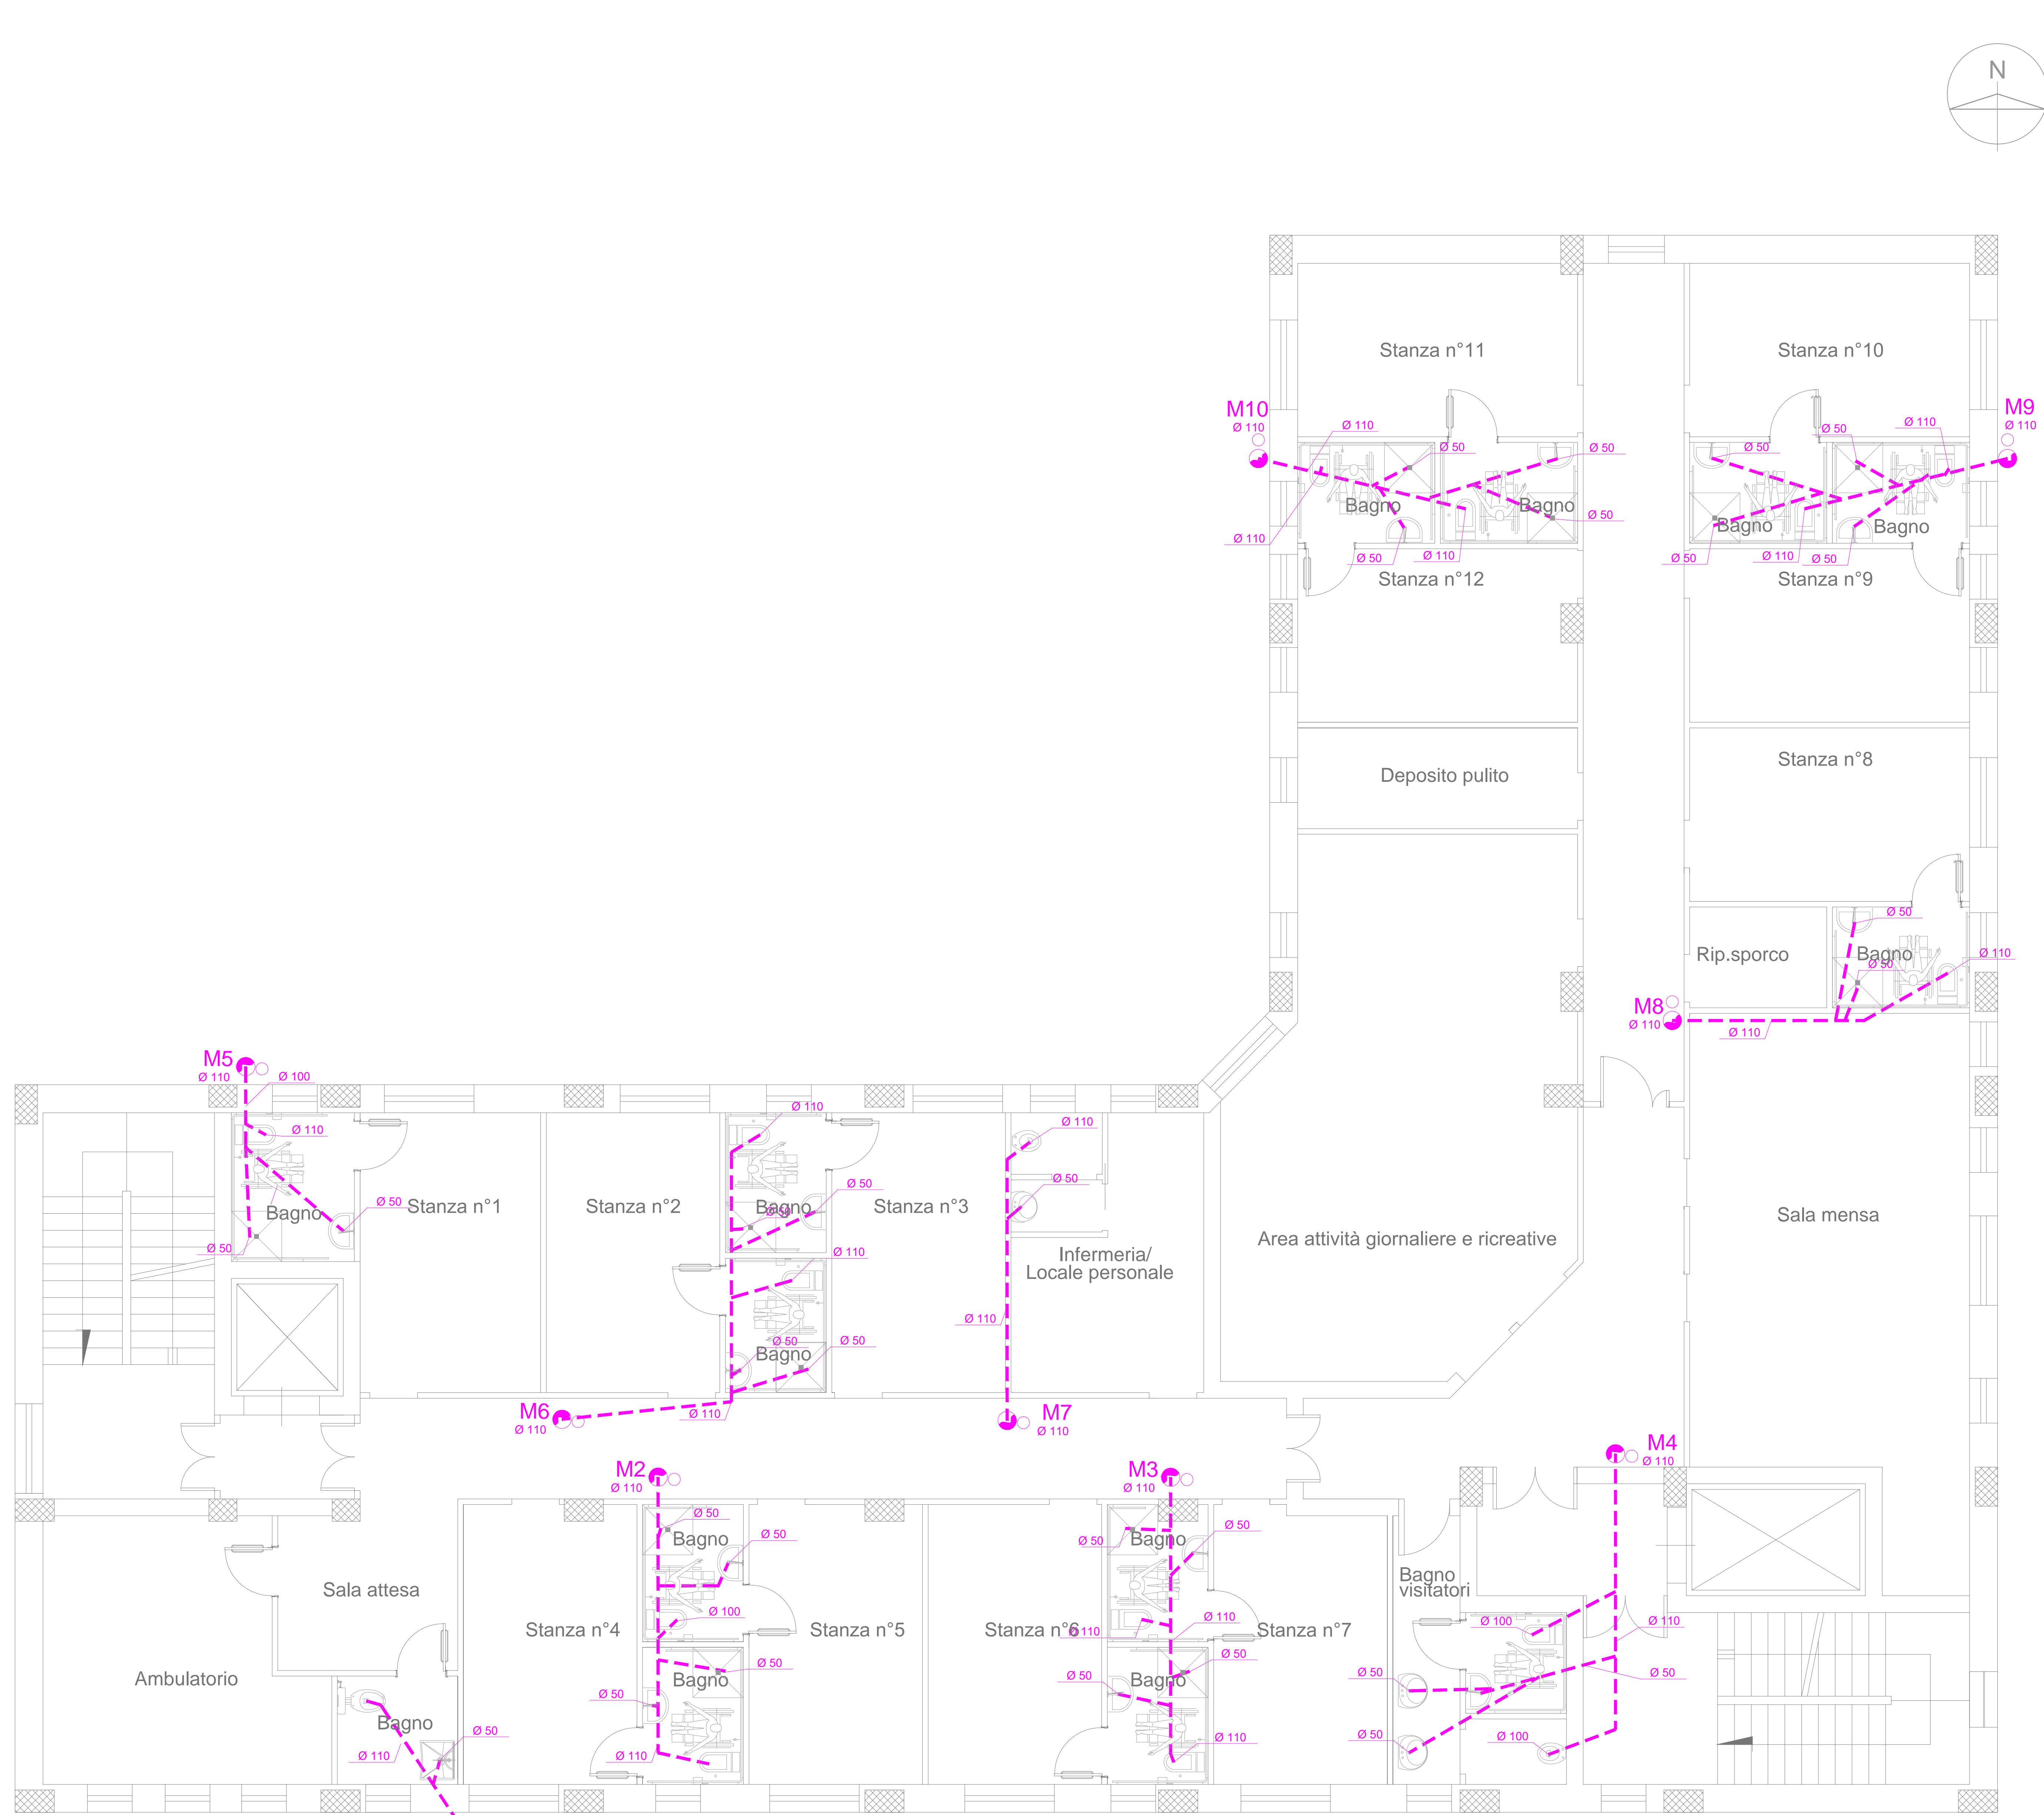 N
Stanza n°11
Stanza n°10
M10
Ø 110
M9
Ø 110
Ø 110
Ø 50
Ø 50
Ø 50
Ø 50
Ø 110
Bagno
Bagno
Bagno
Bagno
Ø 50
Ø 110
Ø 50
Ø 110
Ø 50
Ø 110
Ø 50
Stanza n°12
Stanza n°9
Deposito pulito
Stanza n°8
Ø 50
Rip.sporco
Bagno
Ø 50
Ø 110
M8
Ø 110
Ø 110
M5
Ø 110
Ø 100
Ø 110
Ø 110
Ø 110
Ø 50
Ø 50
Ø 50
Stanza n°1
Stanza n°2
Bagno
Ø 50
Stanza n°3
Bagno
Ø 50
Ø 110
Infermeria/
Locale personale
Area attività giornaliere e ricreative
Sala mensa
Ø 110
Ø 50
Ø 50
Bagno
M6
Ø 110
Ø 110
M7
Ø 110
M2
Ø 110
M3
Ø 110
M4
Ø 110
Ø 50
Bagno
Ø 50
Ø 50
Bagno
Ø 50
Sala attesa
Bagno
visitatori
Stanza n°4
Ø 100
Stanza n°5
Stanza n°6
Ø 110
Ø 110
Stanza n°7
Ø 100
Ø 110
Ambulatorio
Bagno
Ø 50
Ø 50
Ø 50
Bagno
Ø 50
Ø 50
Ø 50
Bagno
Ø 50
Ø 110
Ø 110
Ø 110
Ø 50
Ø 100